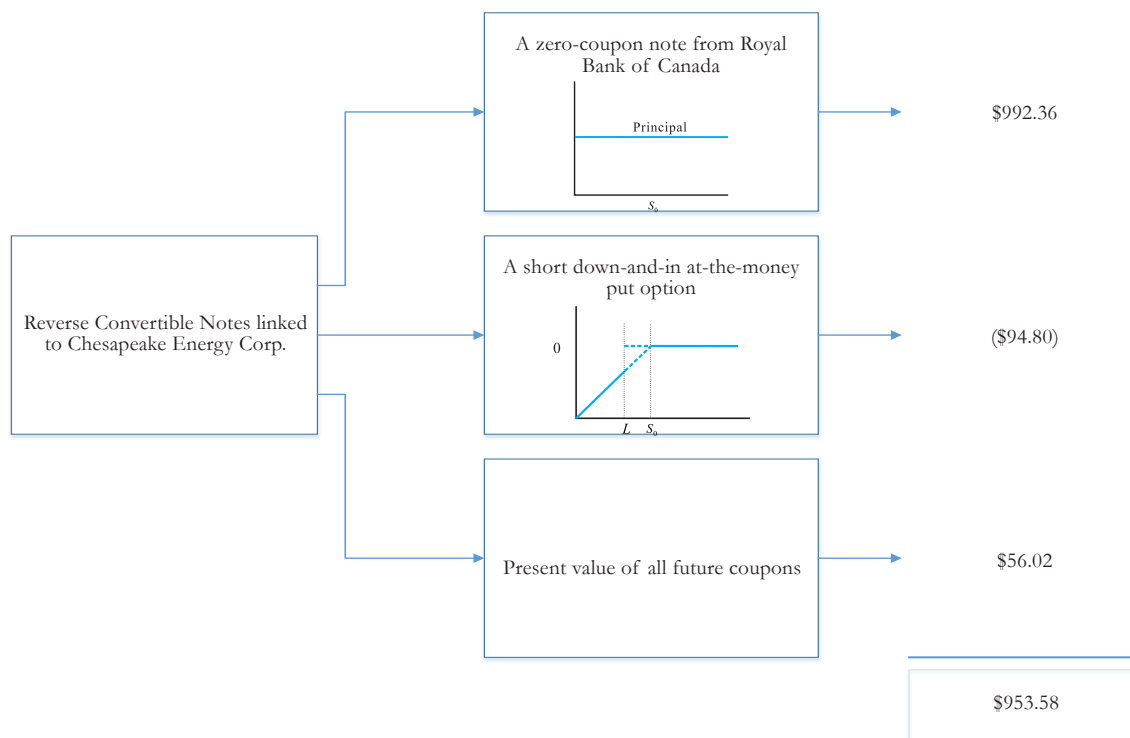 A zero-coupon note from Royal
Bank of Canada
Principal
S₀
$992.36
Reverse Convertible Notes linked
to Chesapeake Energy Corp.
A short down-and-in at-the-money
put option
0
L S₀
($94.80)
Present value of all future coupons
$56.02
$953.58